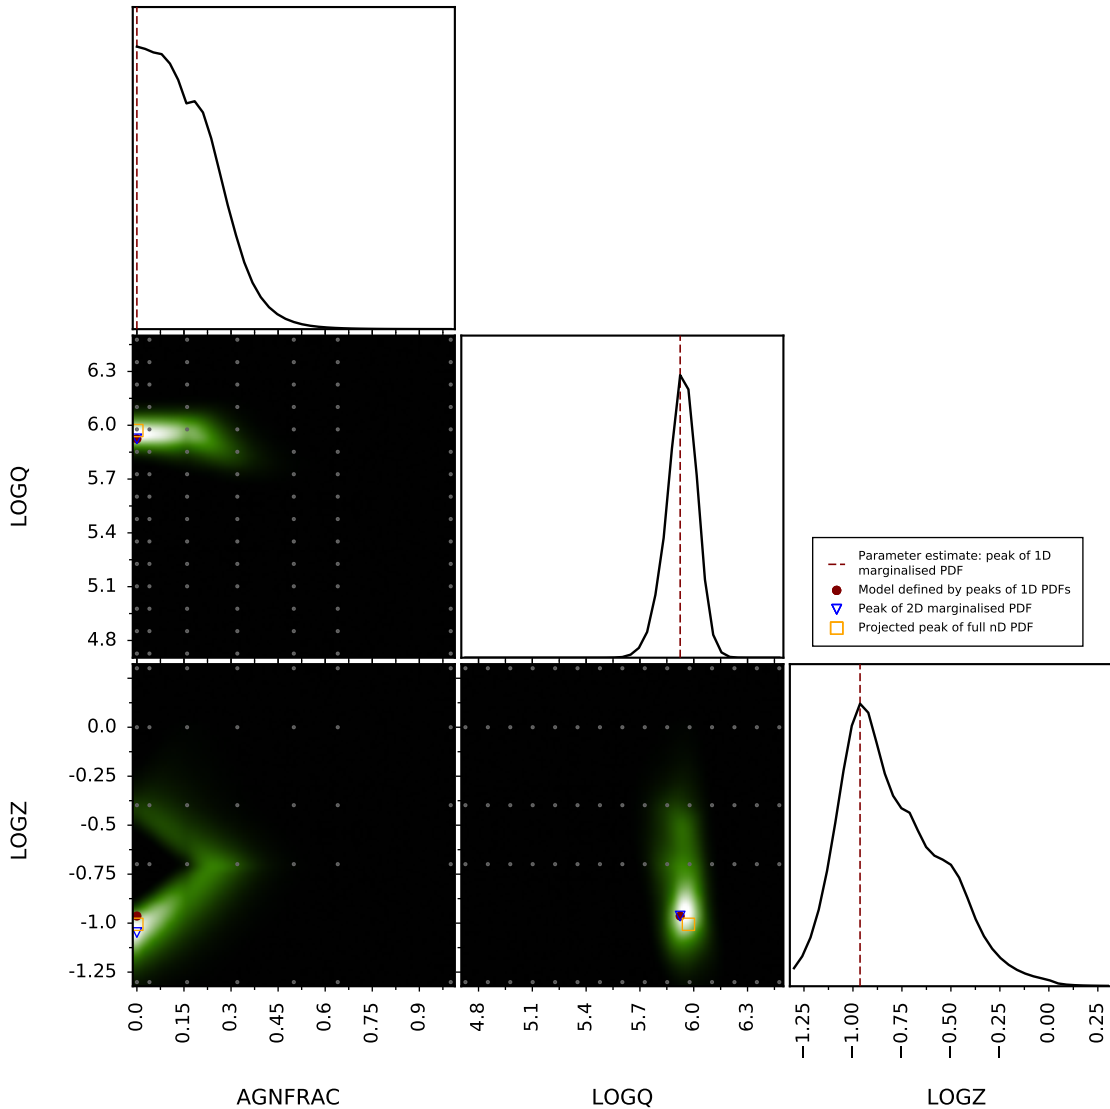 6.3
6.0
5.7
5.4
5.1
4.8
LOGQ
Parameter estimate: peak of 1D
marginalised PDF
Model defined by peaks of 1D PDFs
Peak of 2D marginalised PDF
Projected peak of full nD PDF
0.0
-0.25
-0.5
-0.75
-1.0
-1.25
LOGZ
0.0 0.15 0.3 0.45 0.6 0.75 0.9
4.8 5.1 5.4 5.7 6.0 6.3
−1.25 −1.00 −0.75 −0.50 −0.25 0.00 0.25
AGNFRAC LOGQ LOGZ